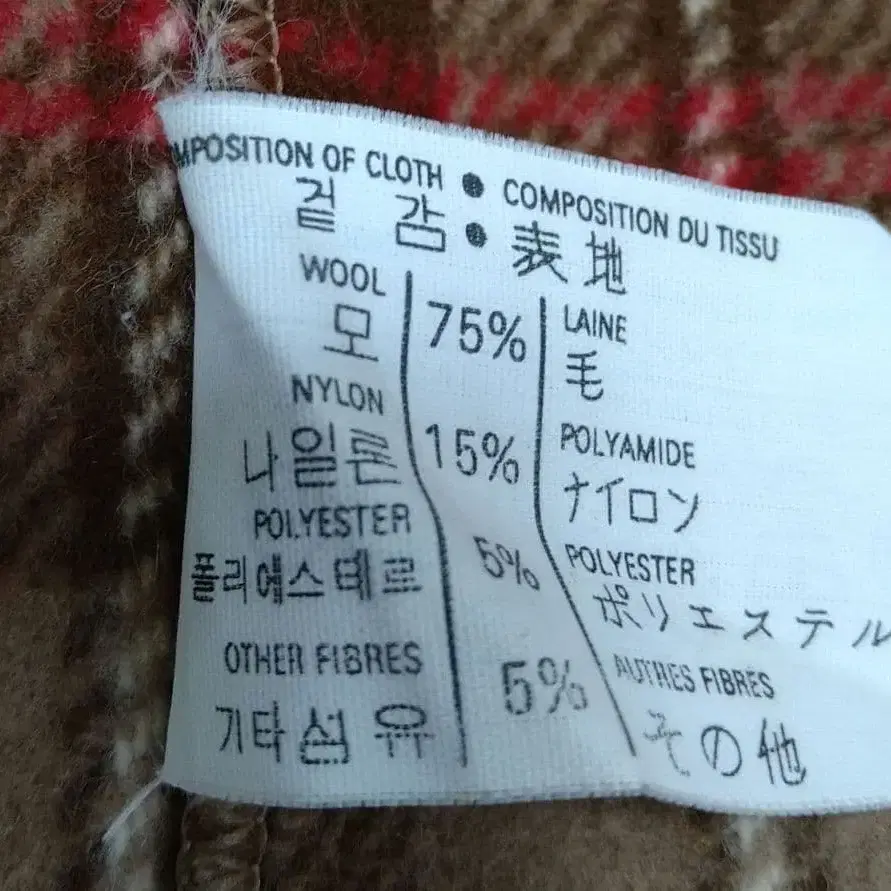 MPOSITION OF CLOTH ● COMPOSITION DU TISSU
겉 감 ● 表地
WOOL 75% LAINE
모 毛
NYLON 15% POLYAMIDE
나일론 ナイロン
POLYESTER 5% POLYESTER
폴리에스테르 ポリエステル
OTHER FIBRES 5% AUTRES FIBRES
기타섬유 その他